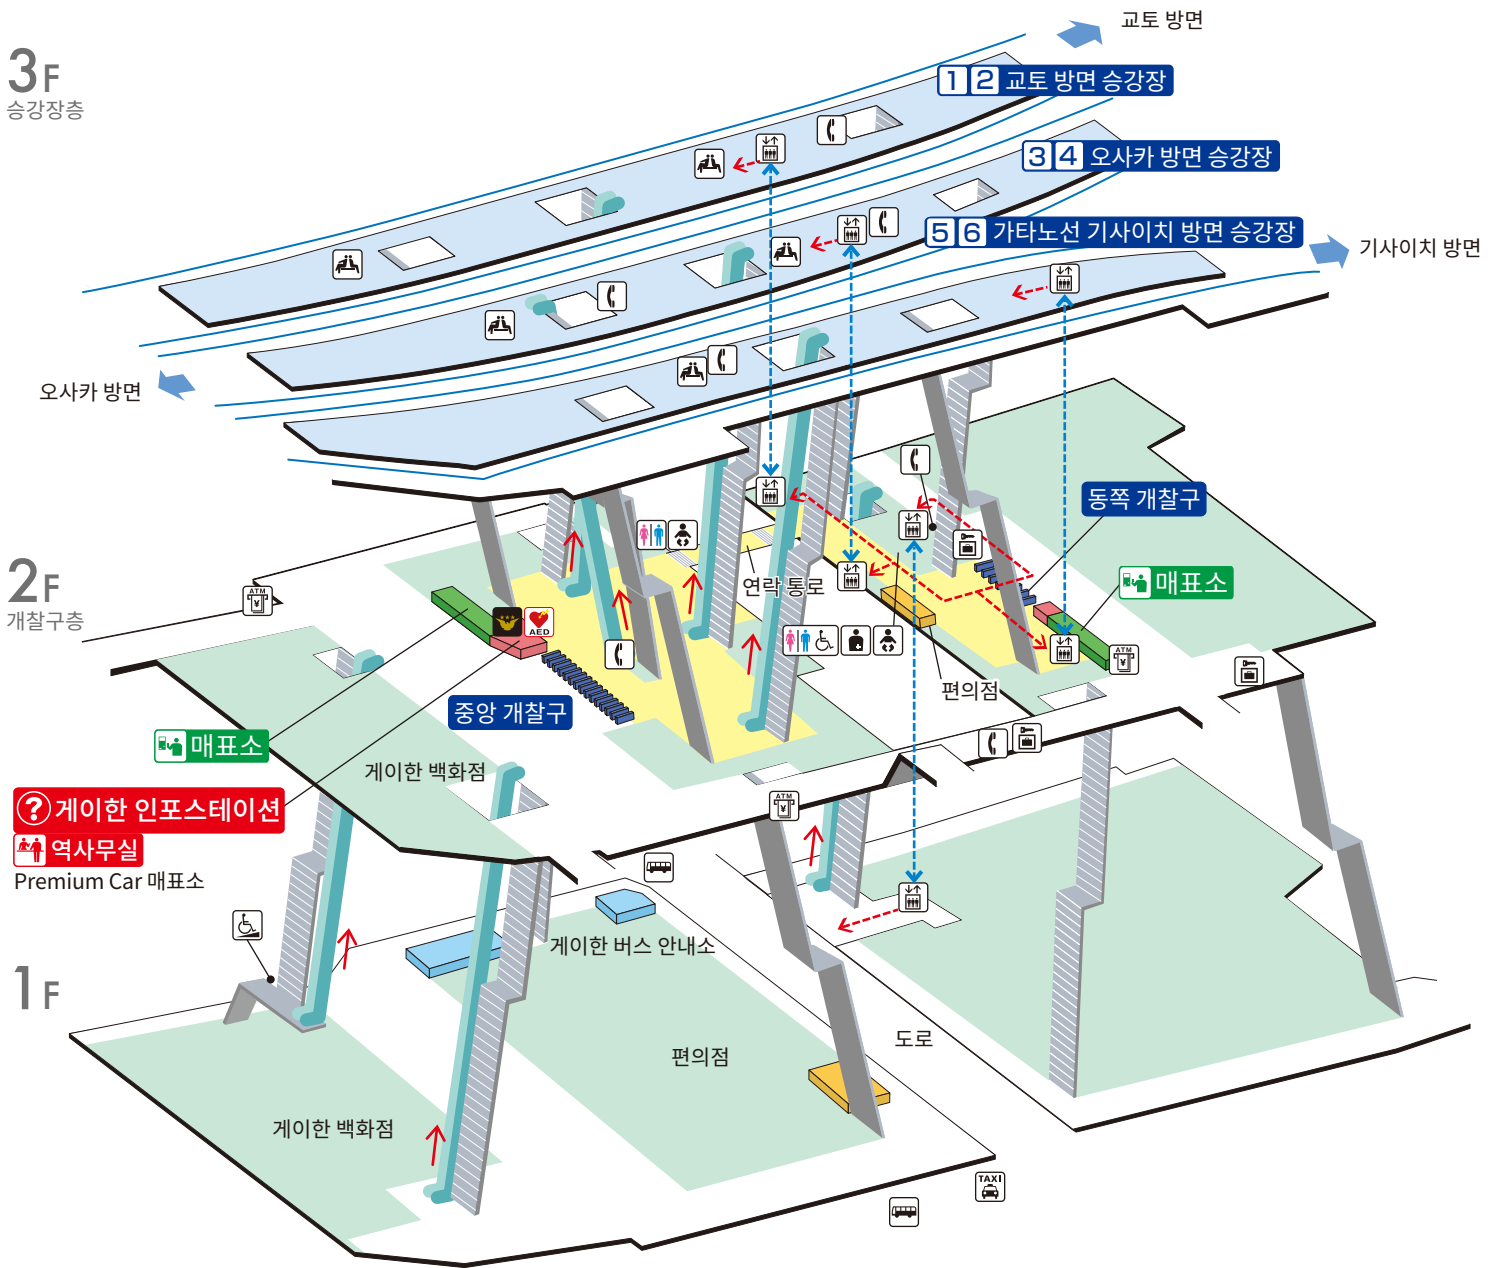 교토 방면
3F
승강장층
1 2 교토 방면 승강장
3 4 오사카 방면 승강장
5 6 가타노선 기사이치 방면 승강장
기사이치 방면
오사카 방면
동쪽 개찰구
2F
개찰구층
연락 통로
매표소
ATM
AED
ATM
편의점
중앙 개찰구
매표소
게이한 백화점
? 게이한 인포스테이션
ATM
역사무실
Premium Car 매표소
게이한 버스 안내소
1F
도로
편의점
게이한 백화점
TAXI